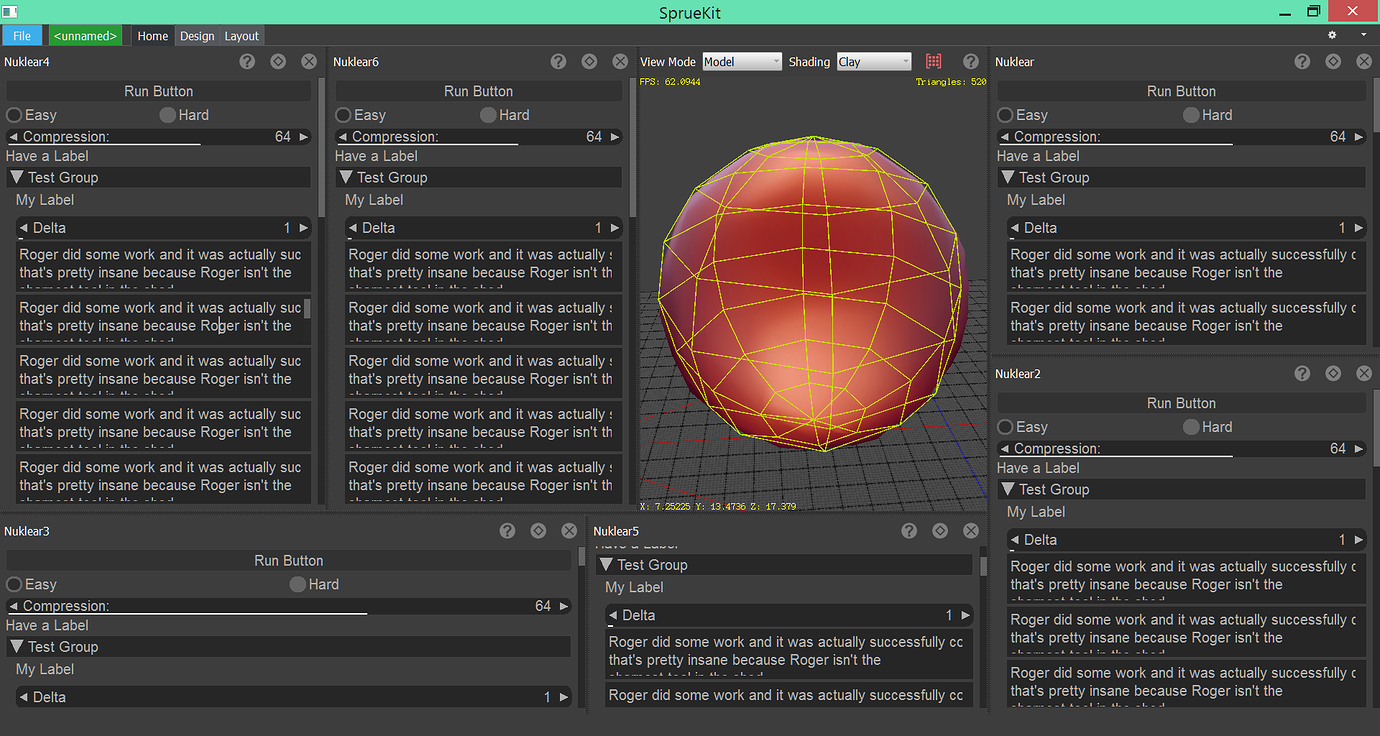 SprueKit
File
<unnamed>
Home
Design
Layout
Nuklear4
Run Button
Easy
Hard
Compression:
64
Have a Label
Test Group
My Label
Delta
1
Roger did some work and it was actually suc
that's pretty insane because Roger isn't the
Roger did some work and it was actually suc
that's pretty insane because Roger isn't the
Roger did some work and it was actually suc
that's pretty insane because Roger isn't the
Roger did some work and it was actually suc
that's pretty insane because Roger isn't the
Roger did some work and it was actually suc
that's pretty insane because Roger isn't the
Nuklear6
Run Button
Easy
Hard
Compression:
64
Have a Label
Test Group
My Label
Delta
1
Roger did some work and it was actually s
that's pretty insane because Roger isn't th
Roger did some work and it was actually s
that's pretty insane because Roger isn't th
Roger did some work and it was actually s
that's pretty insane because Roger isn't th
Roger did some work and it was actually s
that's pretty insane because Roger isn't th
Roger did some work and it was actually s
that's pretty insane because Roger isn't th
View Mode
Model
Shading
Clay
FPS: 62.0944
Triangles: 520
X: 7.25225 Y: 13.4736 Z: 17.379
Nuklear
Run Button
Easy
Hard
Compression:
64
Have a Label
Test Group
My Label
Delta
1
Roger did some work and it was actually successfully c
that's pretty insane because Roger isn't the
Roger did some work and it was actually successfully c
that's pretty insane because Roger isn't the
Nuklear2
Run Button
Easy
Hard
Compression:
64
Have a Label
Test Group
My Label
Delta
1
Roger did some work and it was actually successfully c
that's pretty insane because Roger isn't the
Roger did some work and it was actually successfully c
that's pretty insane because Roger isn't the
Roger did some work and it was actually successfully c
that's pretty insane because Roger isn't the
Nuklear3
Run Button
Easy
Hard
Compression:
64
Have a Label
Test Group
My Label
Delta
1
Nuklear5
Have a Label
Test Group
My Label
Delta
1
Roger did some work and it was actually successfully cc
that's pretty insane because Roger isn't the
sharpest tool in the shed
Roger did some work and it was actually successfully cc